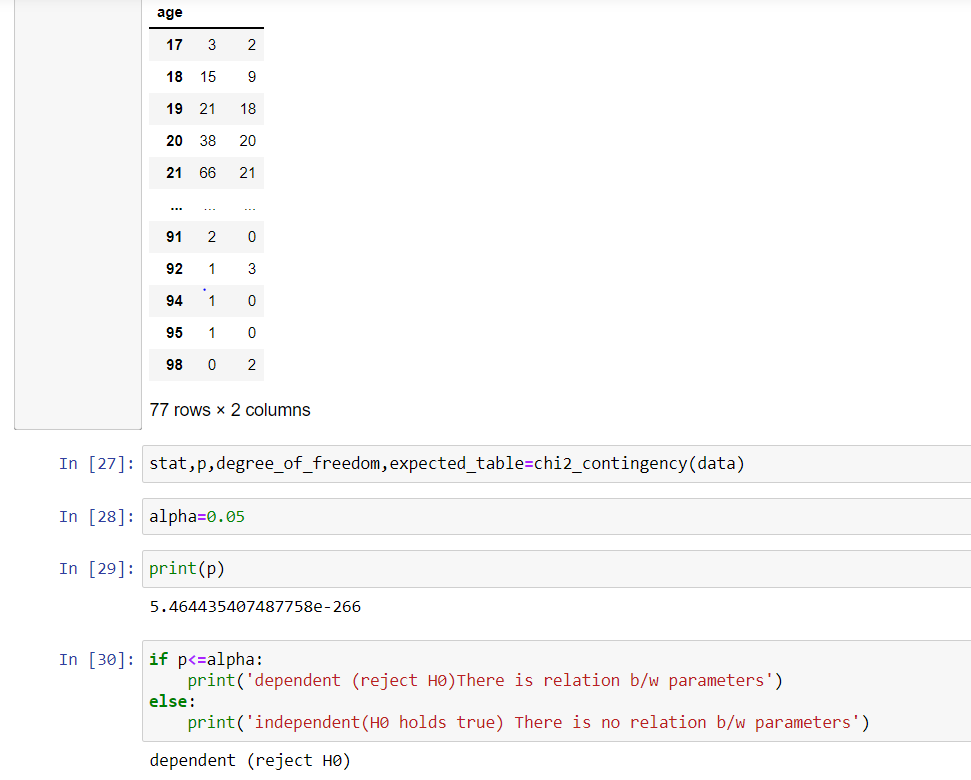 age
17 3 2
18 15 9
19 21 18
20 38 20
21 66 21
... ... ...
91 2 0
92 1 3
94 1 0
95 1 0
98 0 2
77 rows × 2 columns
In [27]: stat,p,degree_of_freedom,expected_table=chi2_contingency(data)
In [28]: alpha=0.05
In [29]: print(p)
5.464435407487758e-266
In [30]: if p<=alpha:
print('dependent (reject H0)There is relation b/w parameters')
else:
print('independent(H0 holds true) There is no relation b/w parameters')
dependent (reject H0)